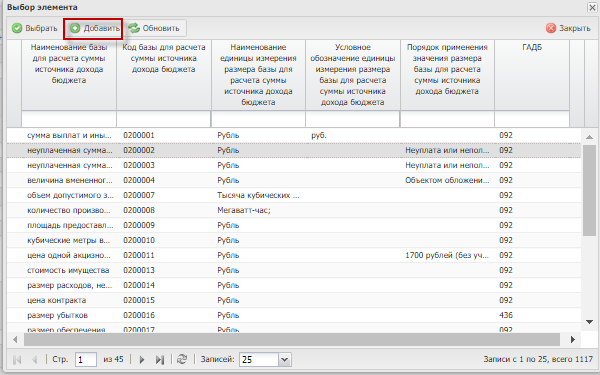 Выбор элемента
Выбрать Добавить Обновить Закрыть
Наименование базы для расчета суммы источника дохода бюджета
Код базы для расчета суммы источника дохода бюджета
Наименование единицы измерения размера базы для расчета суммы источника дохода бюджета
Условное обозначение единицы измерения размера базы для расчета суммы источника дохода бюджета
Порядок применения значения размера базы для расчета суммы источника дохода бюджета
ГАДБ
сумма выплат и ины... 0200001 Рубль руб. 092
неуплаченная сумма... 0200002 Рубль Неуплата или непол... 092
неуплаченная сумма... 0200003 Рубль Неуплата или непол... 092
величина вмененног... 0200004 Рубль Объектом обложени... 092
объем допустимого з... 0200007 Тысяча кубических ... 092
количество произво... 0200008 Мегаватт-час; 092
площадь предоставл... 0200009 Рубль 092
кубические метры в... 0200010 Рубль 092
цена одной акцизно... 0200011 Рубль 1700 рублей (без уч... 092
стоимость имущества 0200013 Рубль 092
размер расходов, не... 0200014 Рубль 092
цена контракта 0200015 Рубль 092
размер убытков 0200016 Рубль 436
размер обеспечения 0200017 Рубль 092
Стр. 1 из 45 Записей: 25 Записи с 1 по 25, всего 1117